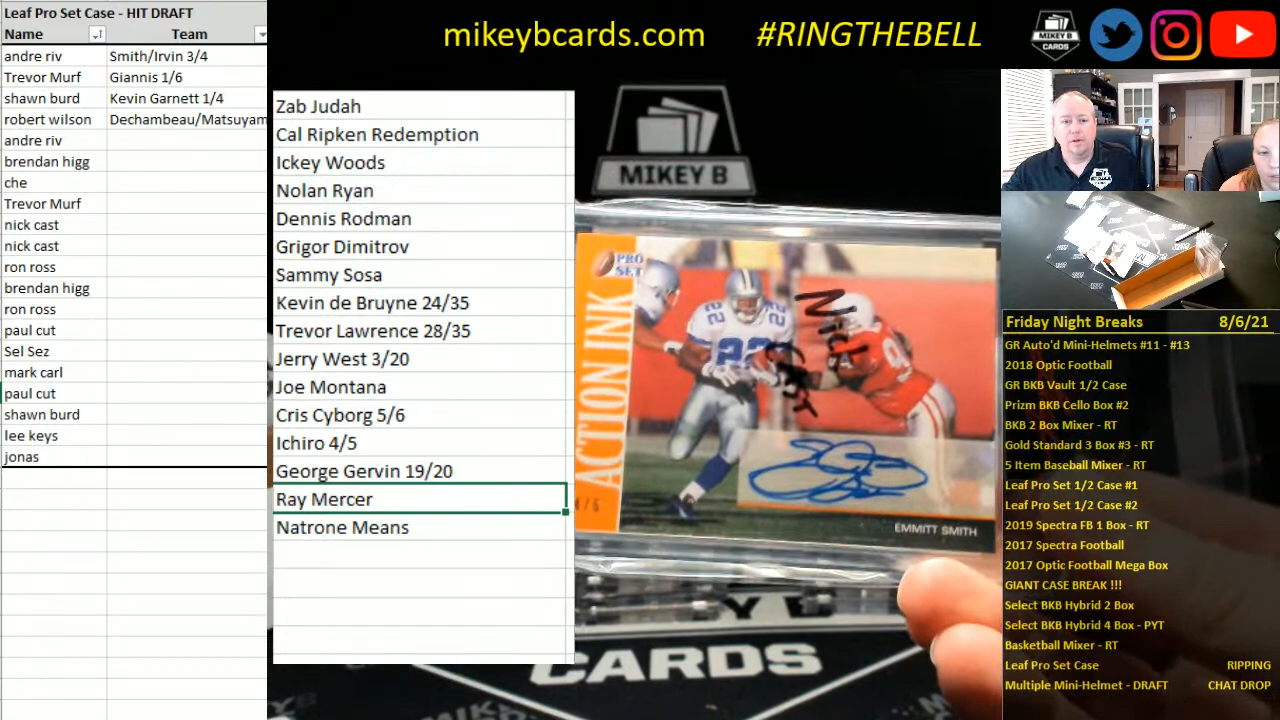 Leaf Pro Set Case - HIT DRAFT
Name Team
andre riv Smith/Irvin 3/4
Trevor Murf Giannis 1/6
shawn burd Kevin Garnett 1/4
robert wilson Dechambeau/Matsuyam
andre riv
brendan higg
che
Trevor Murf
nick cast
nick cast
ron ross
brendan higg
ron ross
paul cut
Sel Sez
mark carl
paul cut
shawn burd
lee keys
jonas
Zab Judah
Cal Ripken Redemption
Ickey Woods
Nolan Ryan
Dennis Rodman
Grigor Dimitrov
Sammy Sosa
Kevin de Bruyne 24/35
Trevor Lawrence 28/35
Jerry West 3/20
Joe Montana
Cris Cyborg 5/6
Ichiro 4/5
George Gervin 19/20
Ray Mercer
Natrone Means
mikeybcards.com #RINGTHEBELL
MIKEY B
CARDS
MIKEY B
PRO
SET
ACTION INK
22
22
Nick
Cast
4/5
EMMITT SMITH
Y B
CARDS
Friday Night Breaks 8/6/21
GR Auto'd Mini-Helmets #11 - #13
2018 Optic Football
GR BKB Vault 1/2 Case
Prizm BKB Cello Box #2
BKB 2 Box Mixer - RT
Gold Standard 3 Box #3 - RT
5 Item Baseball Mixer - RT
Leaf Pro Set 1/2 Case #1
Leaf Pro Set 1/2 Case #2
2019 Spectra FB 1 Box - RT
2017 Spectra Football
2017 Optic Football Mega Box
GIANT CASE BREAK !!!
Select BKB Hybrid 2 Box
Select BKB Hybrid 4 Box - PYT
Basketball Mixer - RT
Leaf Pro Set Case RIPPING
Multiple Mini-Helmet - DRAFT CHAT DROP